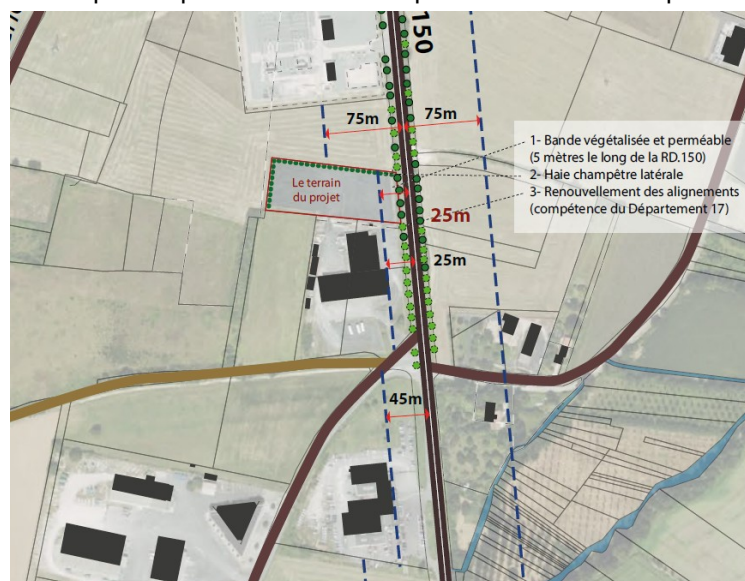 150
75m
75m
1- Bande végétalisée et perméable
(5 mètres le long de la RD.150)
2- Haie champêtre latérale
3- Renouvellement des alignements
(compétence du Département 17)
Le terrain
du projet
25m
25m
45m